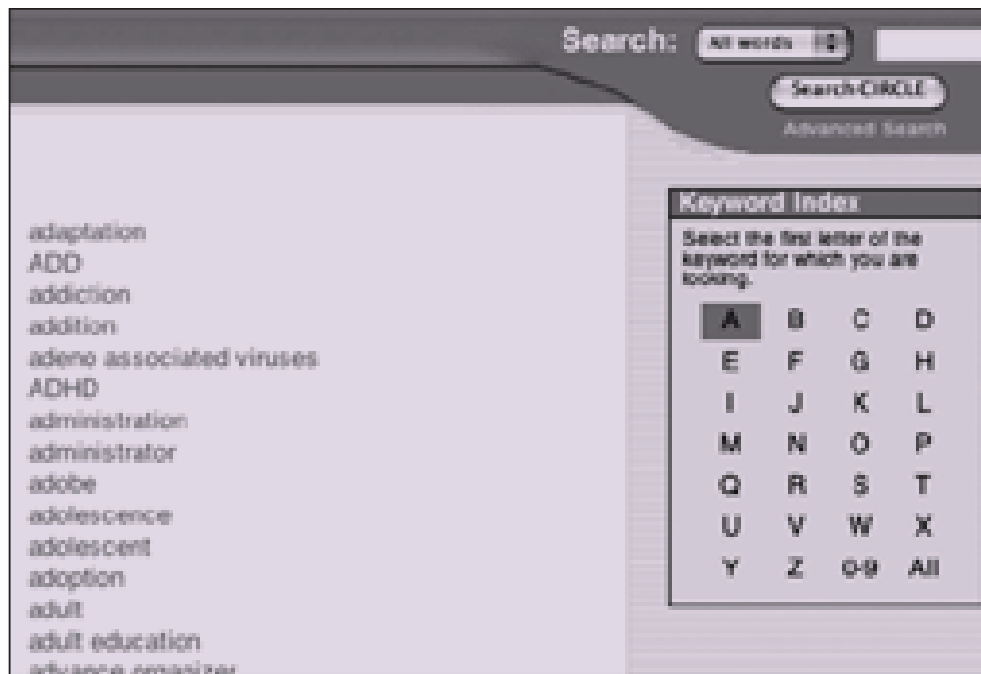 Search: All words
Search CIRCLE
Advanced Search
adaptation
ADD
addiction
addition
adeno associated viruses
ADHD
administration
administrator
adobe
adolescence
adolescent
adoption
adult
adult education
advance organizer
Keyword Index
Select the first letter of the
keyword for which you are
looking.
A B C D
E F G H
I J K L
M N O P
Q R S T
U V W X
Y Z 0-9 All